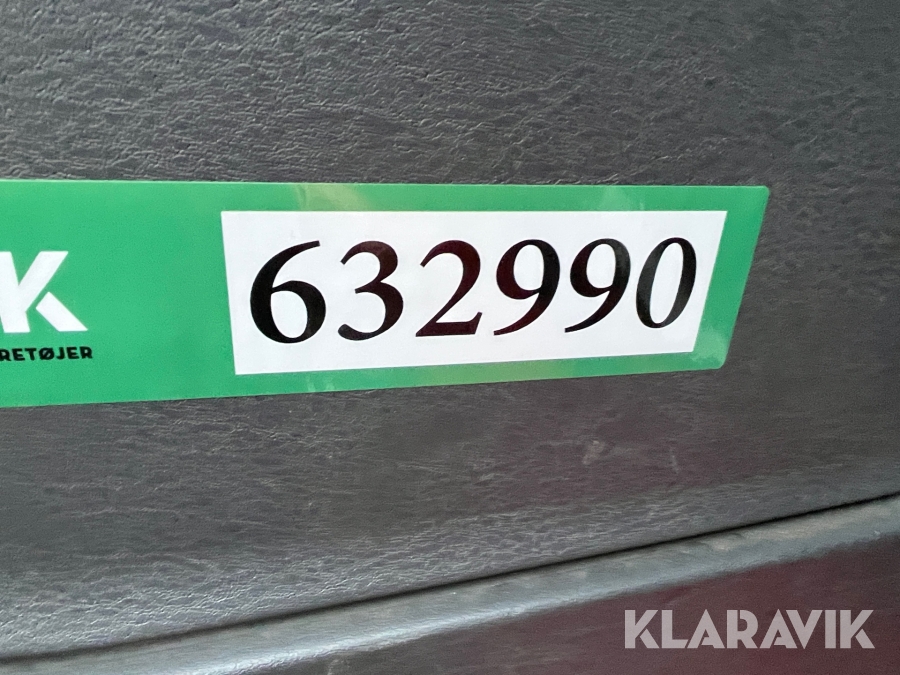 K
RETØJER
632990
KLARAVIK